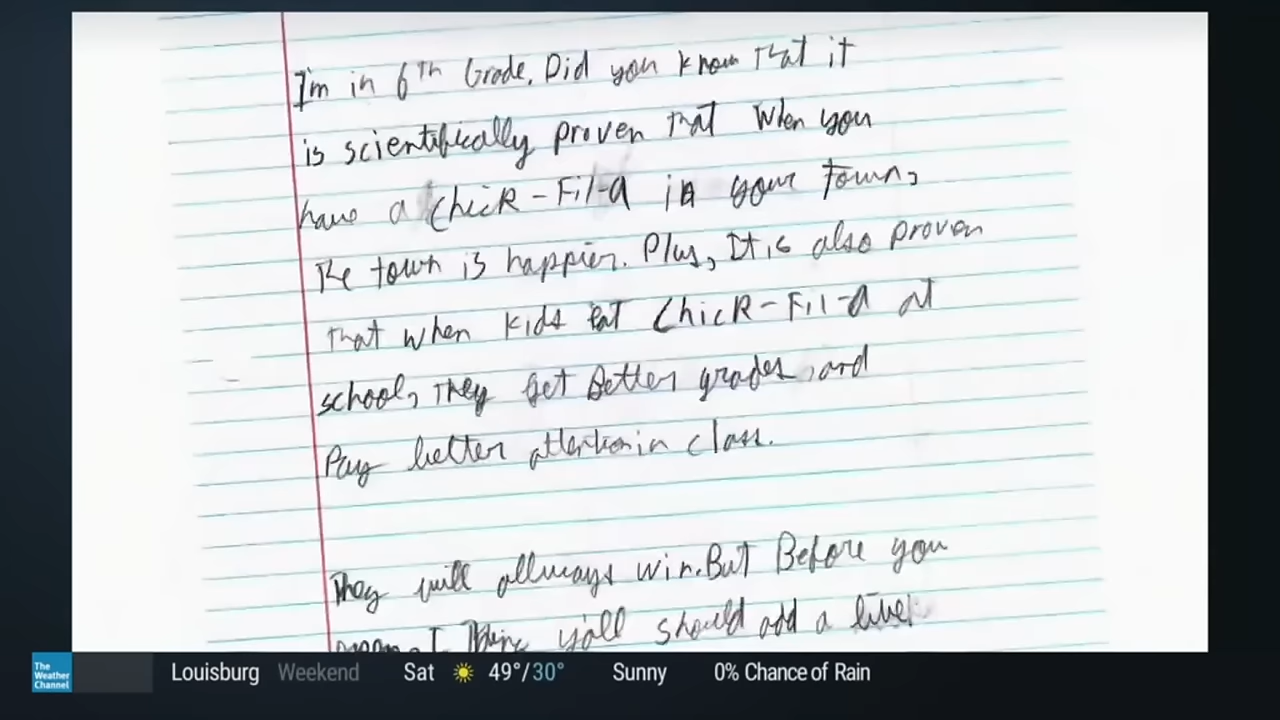 I'm in 6th Grade. Did you know that it
is scientifically proven that when you
have a Chick-Fil-A in your town,
the town is happier. Plus, It is also proven
that when kids eat Chick-Fil-A at
school, they get Better grades, and
Pay better attention in class.
They will allways win. But Before you
I think y'all should add a
The Weather Channel
Louisburg Weekend Sat 49°/30° Sunny 0% Chance of Rain